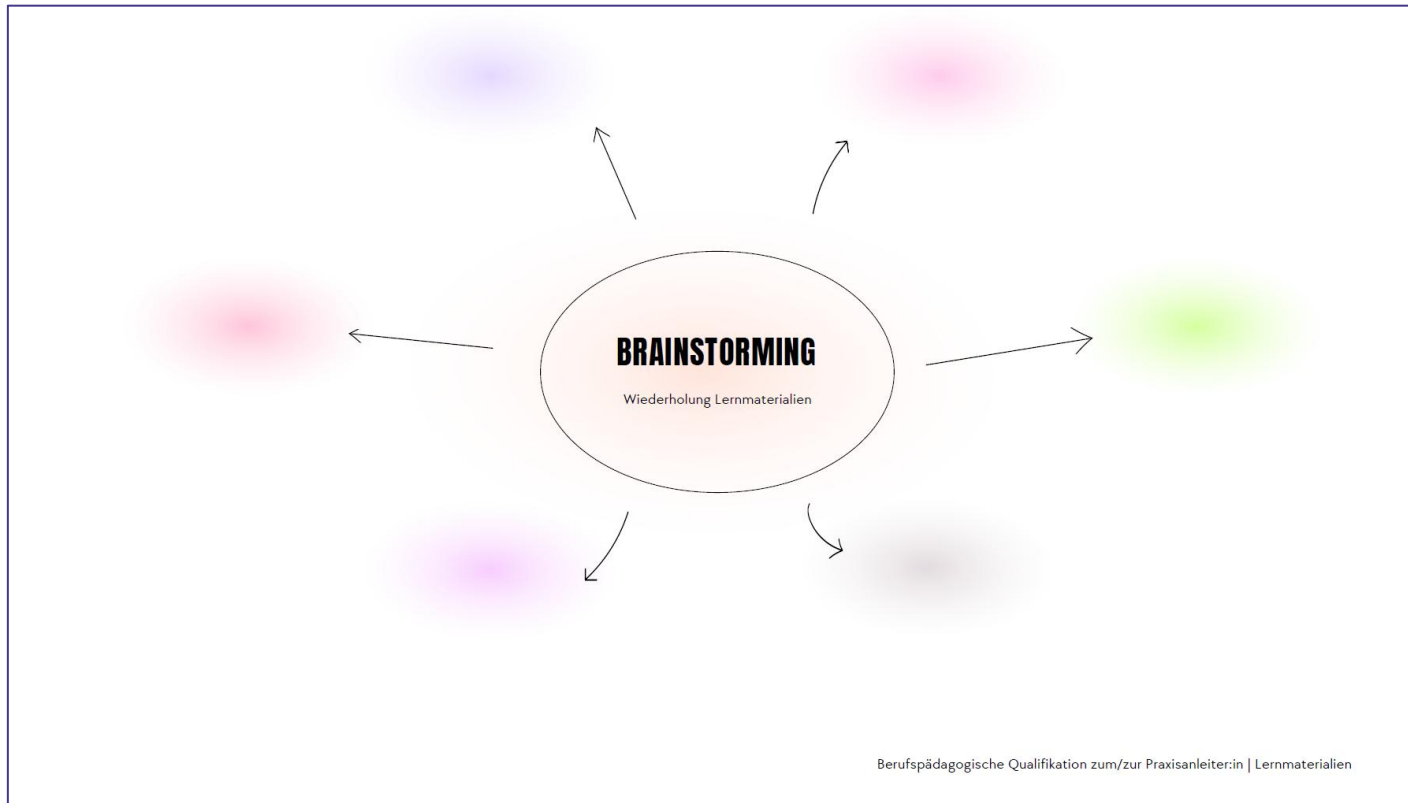 BRAINSTORMING
Wiederholung Lernmaterialien
Berufspädagogische Qualifikation zum/zur Praxisanleiter:in | Lernmaterialien